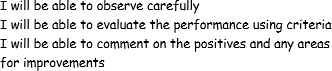 I will be able to observe carefully
I will be able to evaluate the performance using criteria
I will be able to comment on the positives and any areas
for improvements